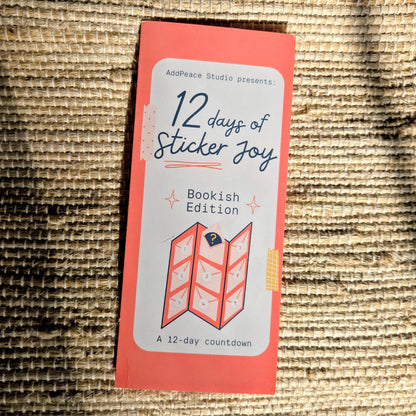 AddPeace Studio presents:
12 days of
Sticker Joy
Bookish
Edition
?
A 12-day countdown